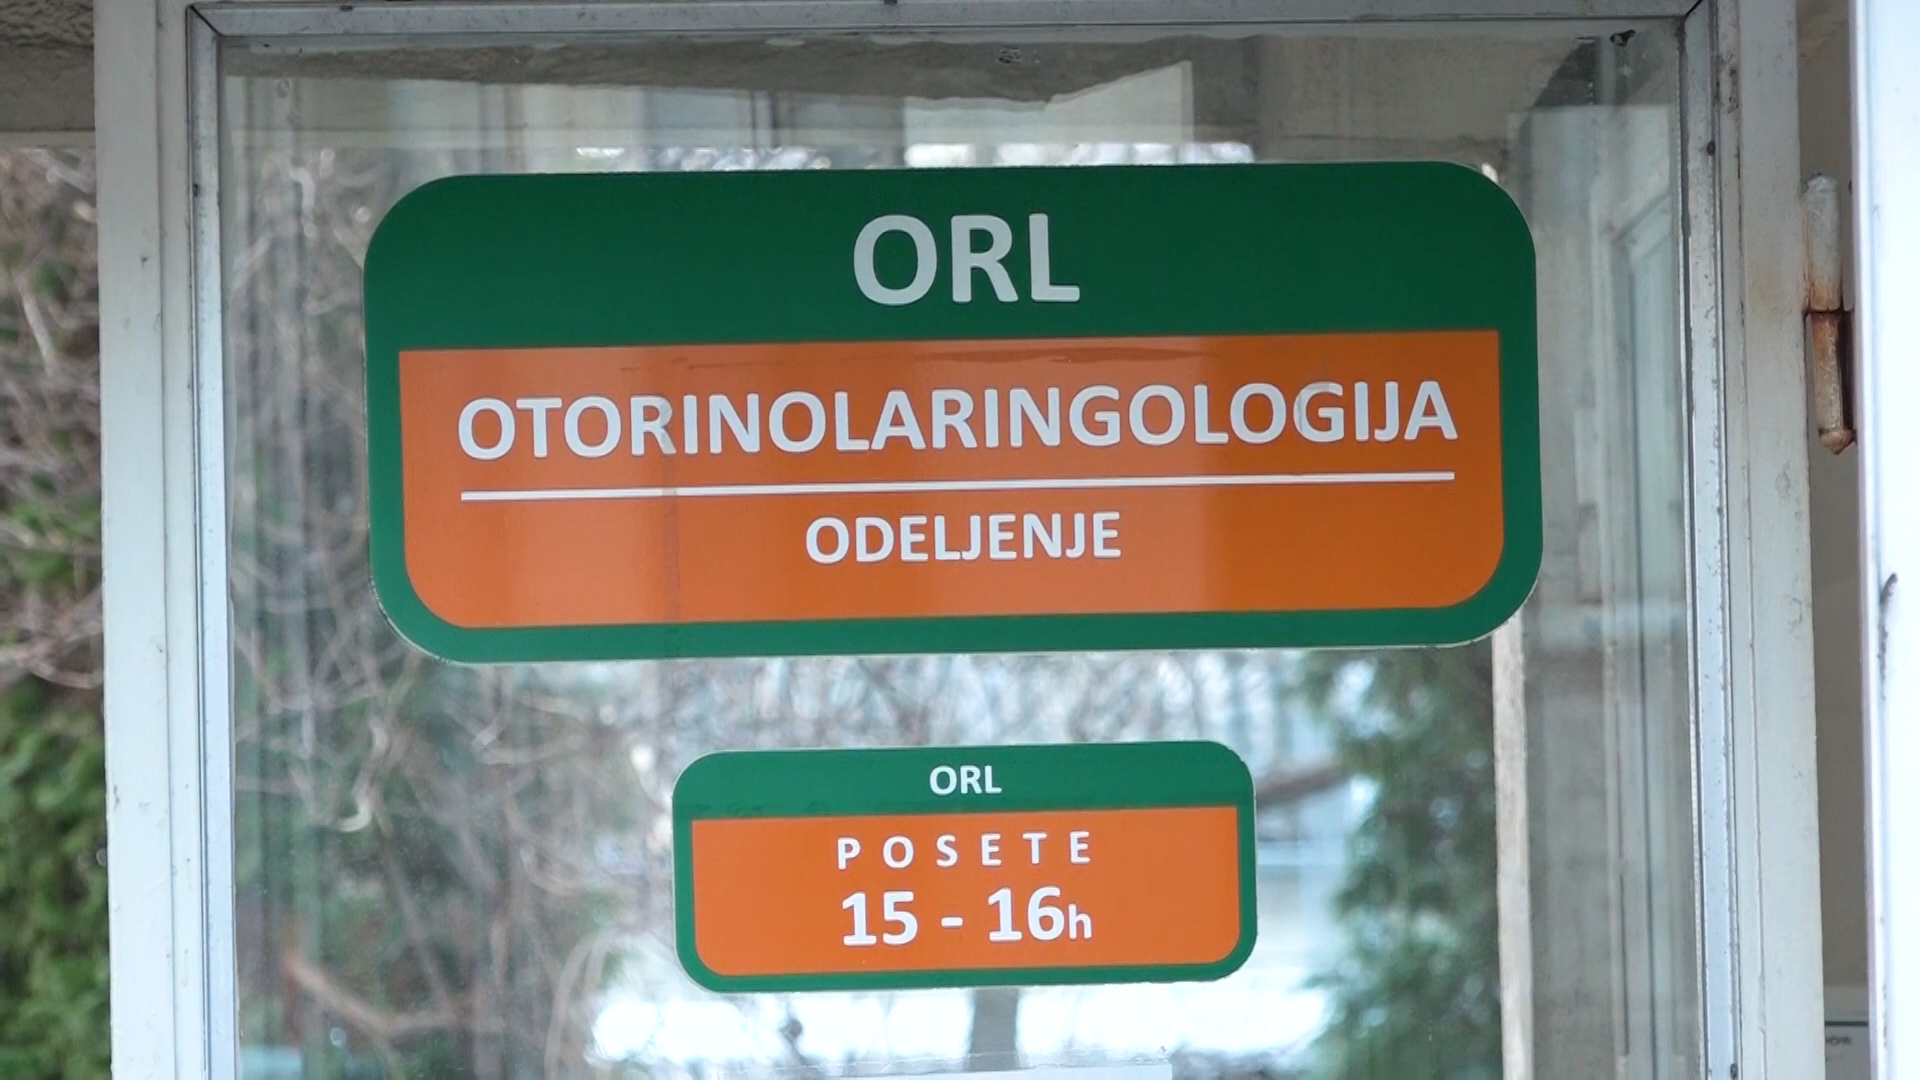 ORL
OTORINOLARINGOLOGIJA
ODELJENJE
ORL
POSETE
15 - 16h